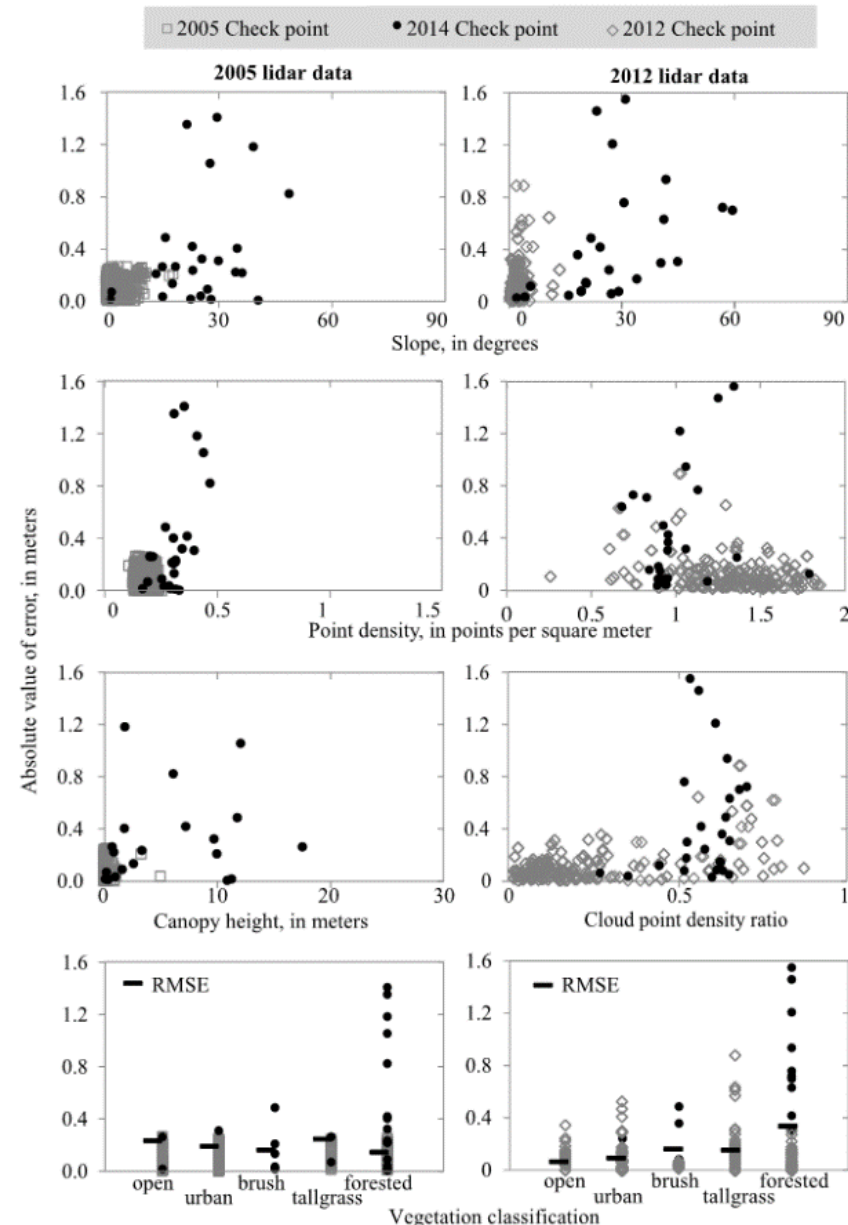 2005 Check point 2014 Check point 2012 Check point
2005 lidar data 2012 lidar data
1.6 1.6
1.2 1.2
0.8 0.8
0.4 0.4
0.0 0.0
0 30 60 90 0 30 60 90
Slope, in degrees
1.6 1.6
1.2 1.2
0.8 0.8
0.4 0.4
0.0 0
0 0.5 1 1.5 0 0.5 1 1.5 2
Point density, in points per square meter
Absolute value of error, in meters
1.6 1.6
1.2 1.2
0.8 0.8
0.4 0.4
0.0 0
0 10 20 30 0 0.5 1
Canopy height, in meters Cloud point density ratio
1.6 1.6
RMSE RMSE
1.2 1.2
0.8 0.8
0.4 0.4
0.0 0
open brush forested open brush forested
urban tallgrass urban tallgrass
Vegetation classification